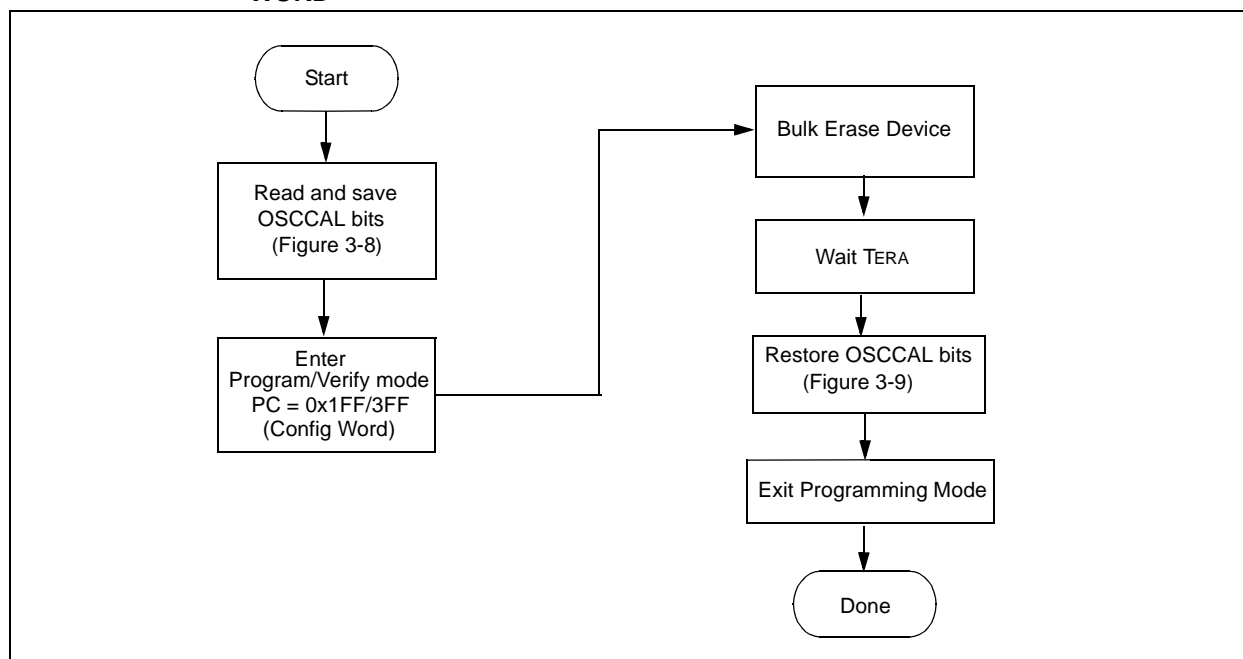 Start
Read and save
OSCCAL bits
(Figure 3-8)
Enter
Program/Verify mode
PC = 0x1FF/3FF
(Config Word)
Bulk Erase Device
Wait TERA
Restore OSCCAL bits
(Figure 3-9)
Exit Programming Mode
Done